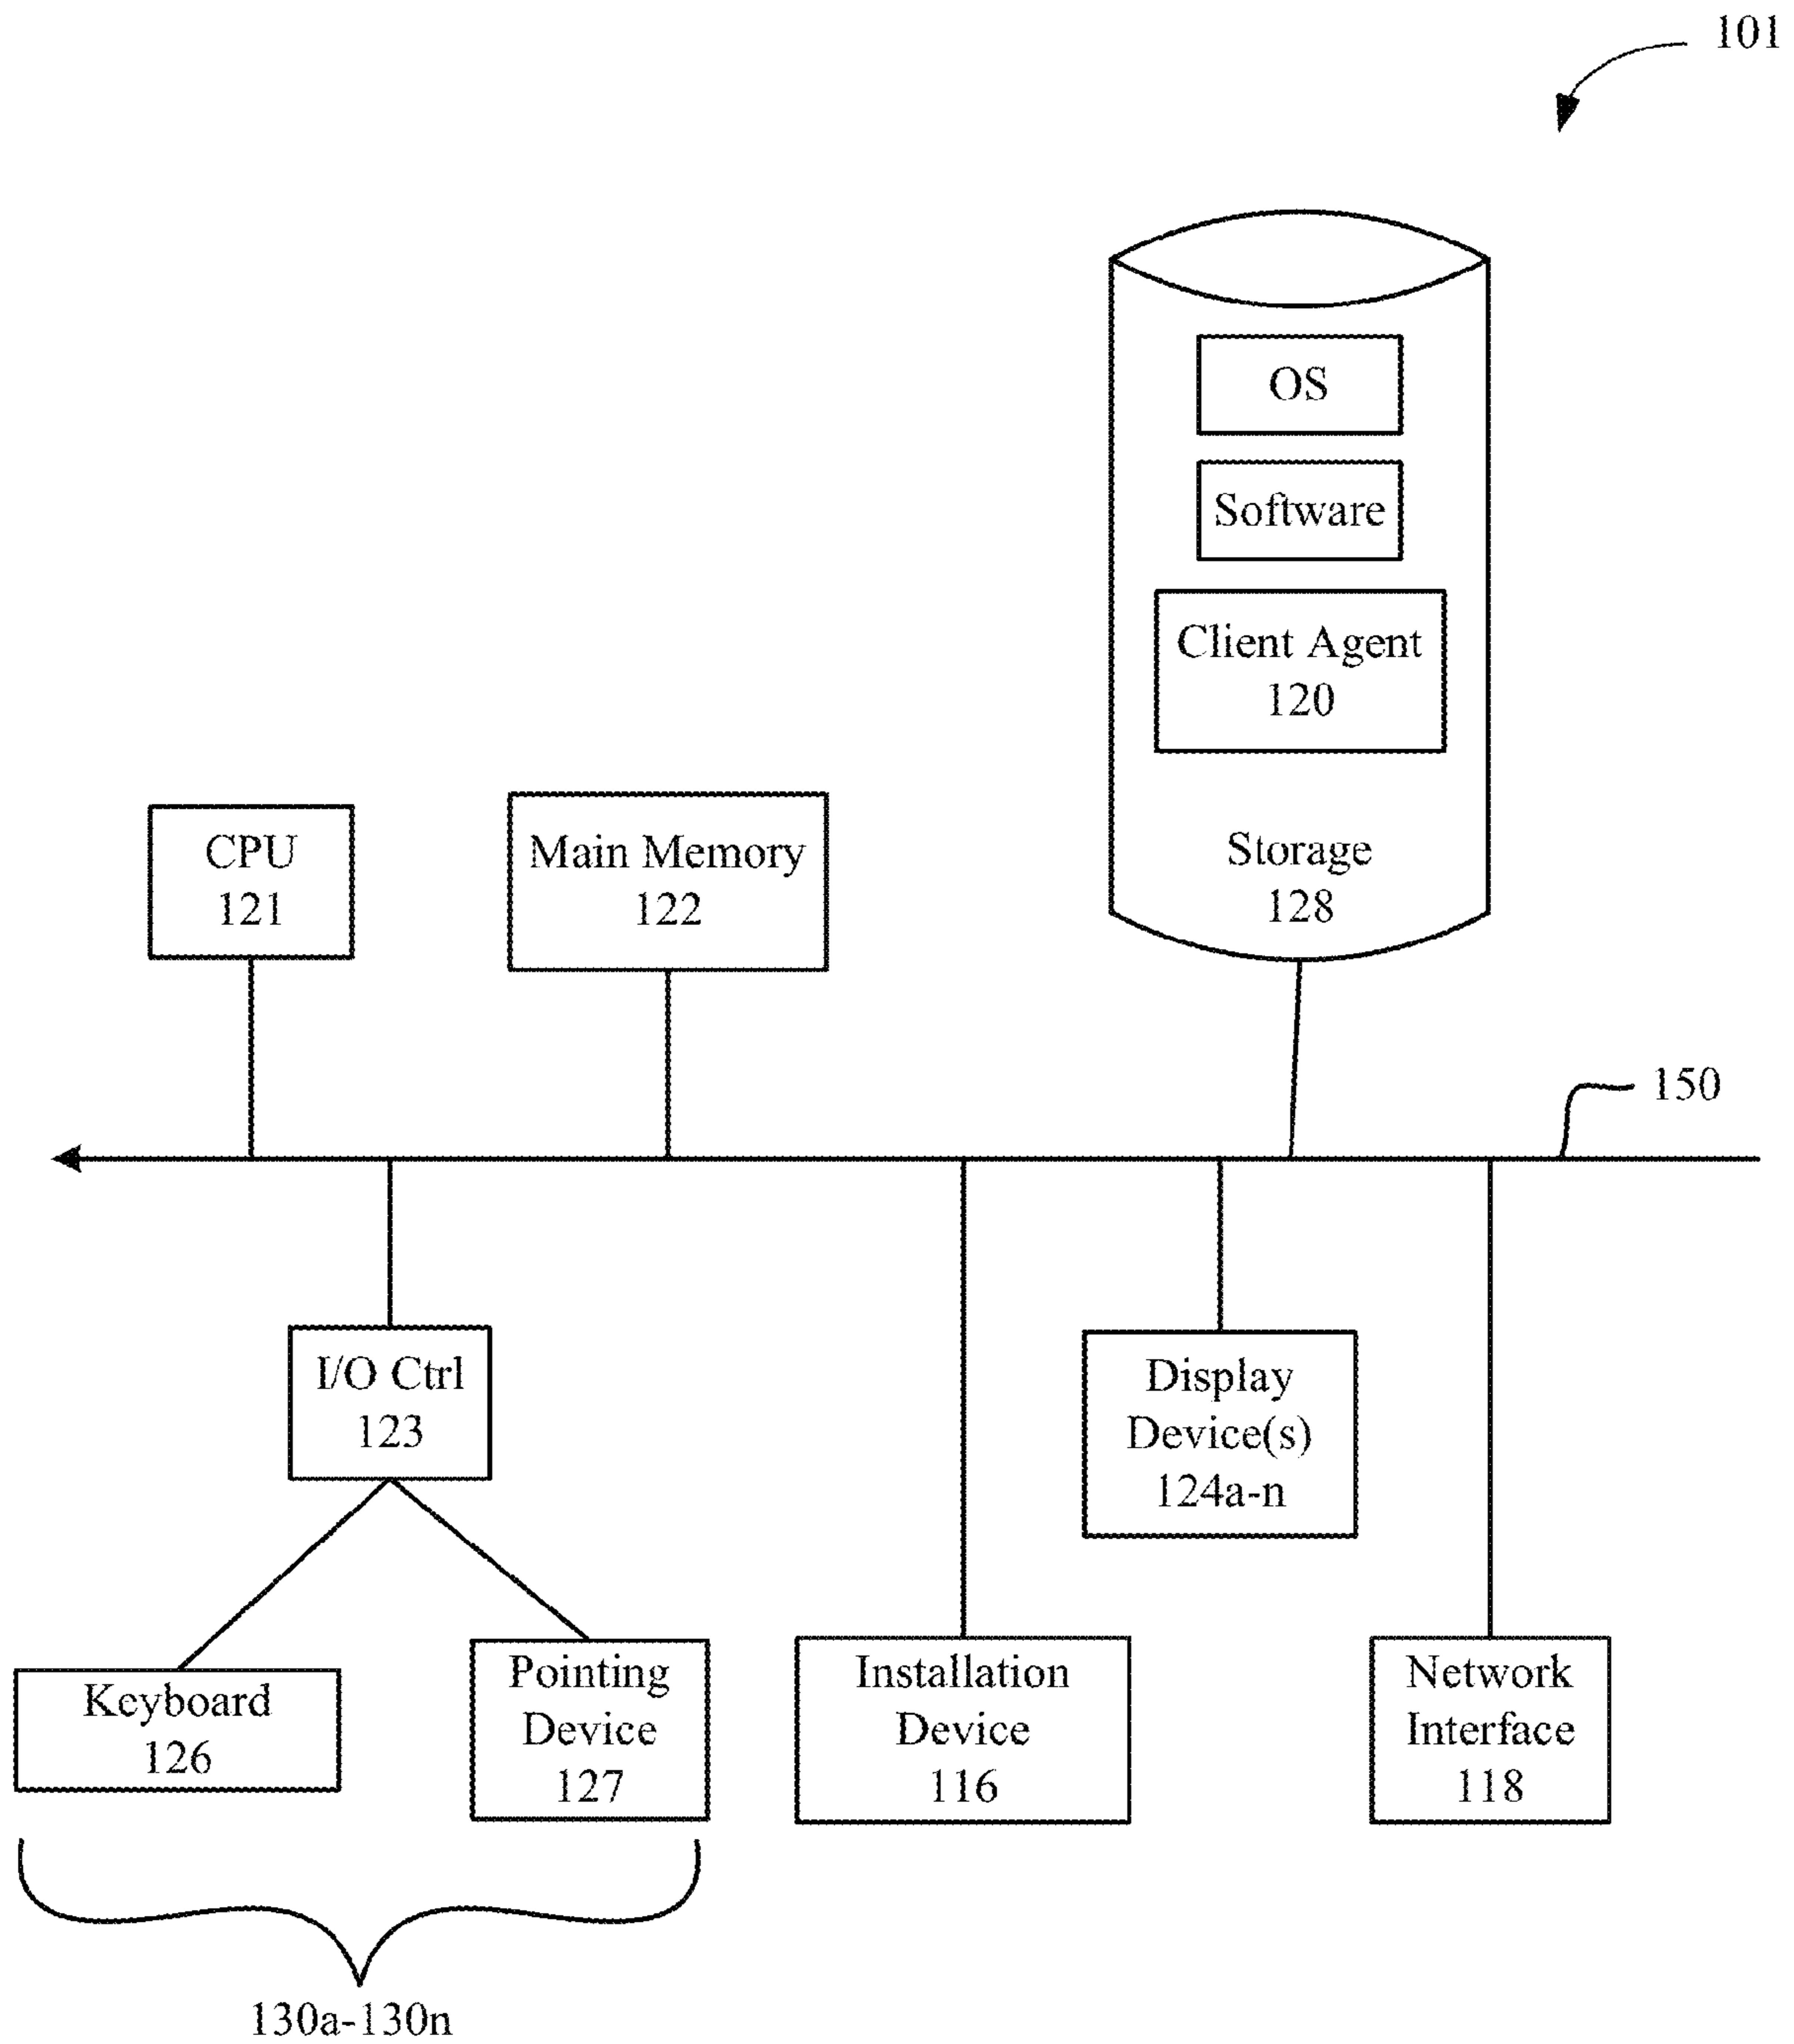 101
OS
Software
Client Agent
120
Storage
128
CPU
121
Main Memory
122
150
I/O Ctrl
123
Display
Device(s)
124a-n
Keyboard
126
Pointing
Device
127
Installation
Device
116
Network
Interface
118
130a-130n